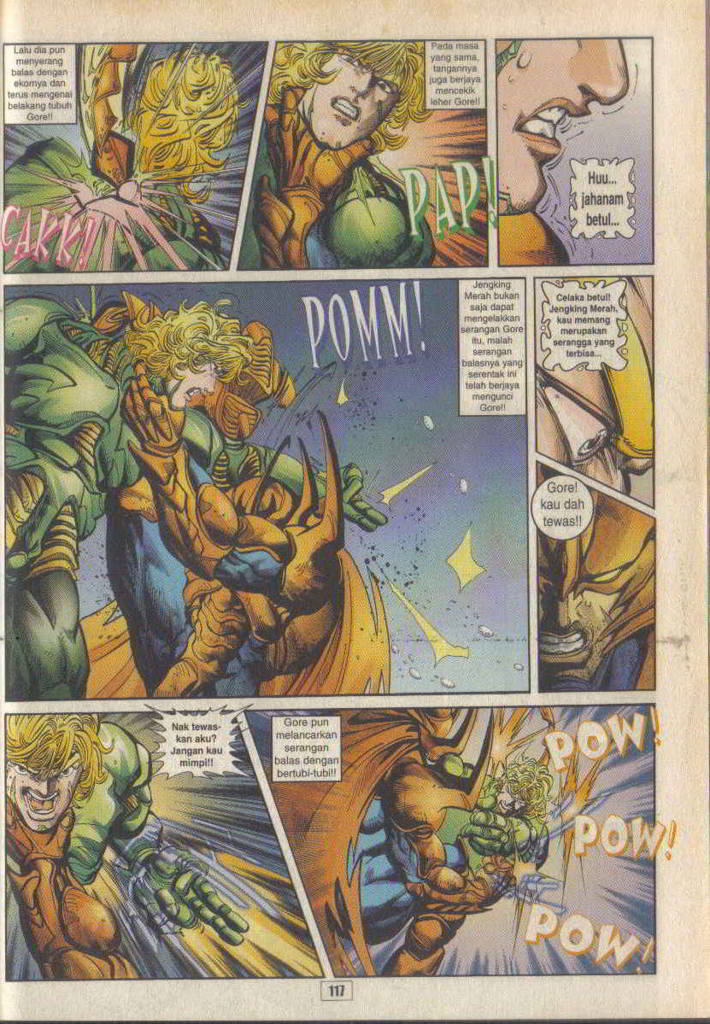 Lalu dia pun
menyerang
balas dengan
ekornya dan
terus mengenai
belakang tubuh
Gore!!
CAKK!
Pada masa
yang sama,
tangannya
juga berjaya
mencekik
leher Gore!!
PAP!
Huu...
jahanam
betul...
POMM!
Jengking
Merah bukan
saja dapat
mengelakkan
serangan Gore
itu, malah
serangan
balasnya yang
serentak ini
telah berjaya
mengunci
Gore!!
Celaka betul!
Jengking Merah,
kau memang
merupakan
serangga yang
terbisa...
Gore!
kau dah
tewas!!
Nak tewas-
kan aku?
Jangan kau
mimpi!!
Gore pun
melancarkan
serangan
balas dengan
bertubi-tubi!!
POW!
POW!
POW!
117